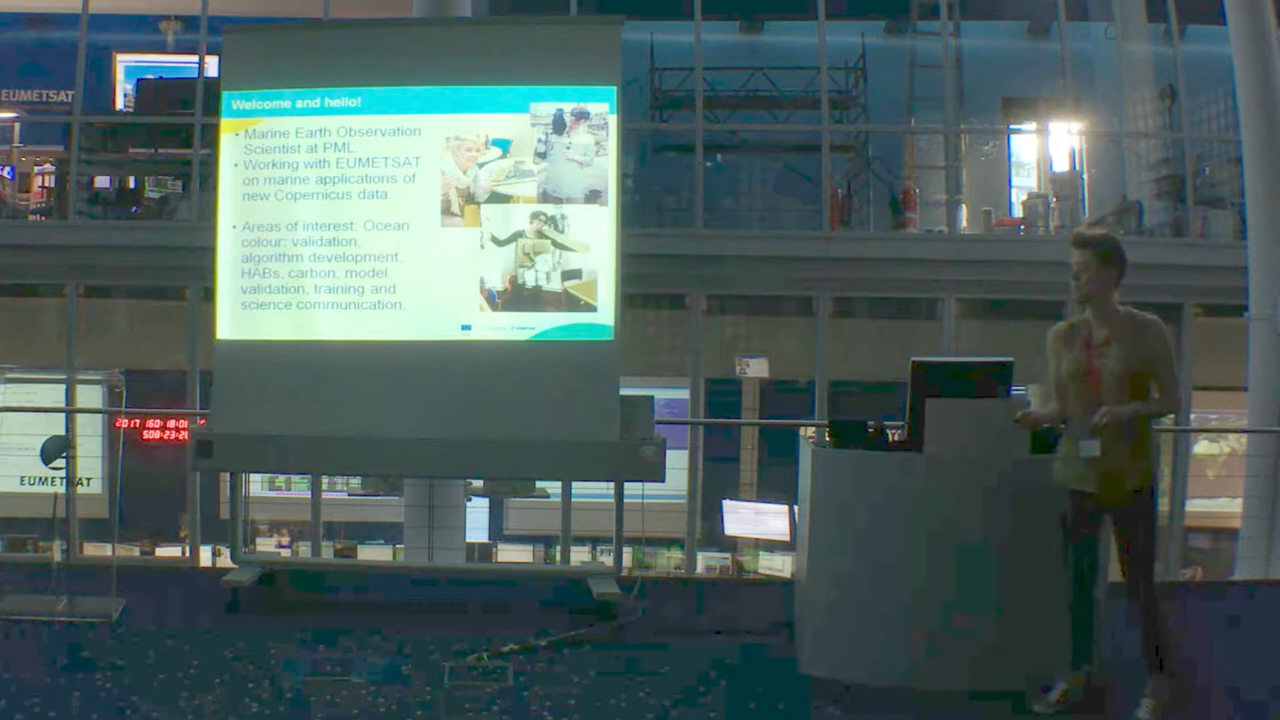 EUMETSAT
Welcome and hello!
• Marine Earth Observation
Scientist at PML.
• Working with EUMETSAT
on marine applications of
new Copernicus data.
• Areas of interest: Ocean
colour: validation,
algorithm development.
HABs, carbon, model
validation, training and
science communication.
EUMETSAT